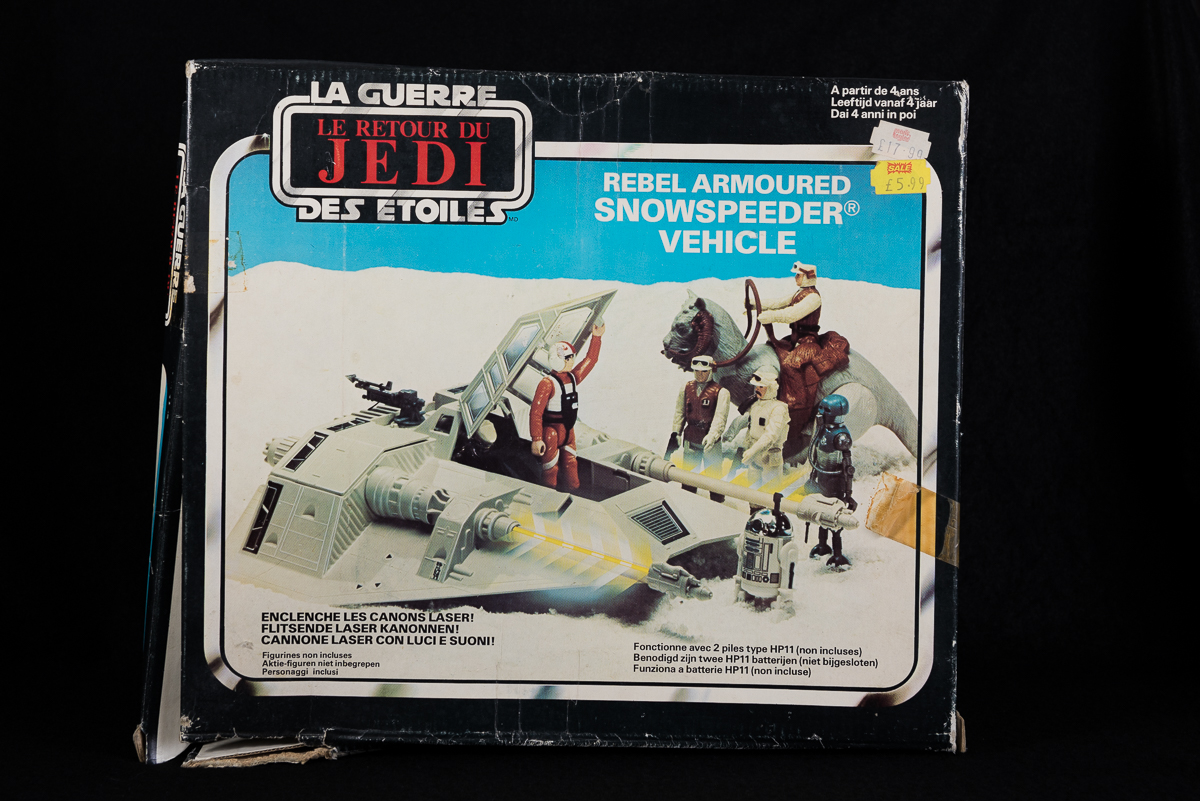 LA GUERRE
LE RETOUR DU
JEDI
DES ETOILES
MD
A partir de 4 ans
Leeftijd vanaf 4 jaar
Dai 4 anni in poi
£17.99
SALE
£5.99
REBEL ARMOURED
SNOWSPEEDER®
VEHICLE
ENCLENCHE LES CANONS LASER!
FLITSENDE LASER KANONNEN!
CANNONE LASER CON LUCI E SUONI!
Figurines non incluses
Aktie-figuren niet inbegrepen
Personaggi inclusi
Fonctionne avec 2 piles type HP11 (non incluses)
Benodigd zijn twee HP11 batterijen (niet bijgesloten)
Funziona a batterie HP11 (non incluse)
LA GUERRE